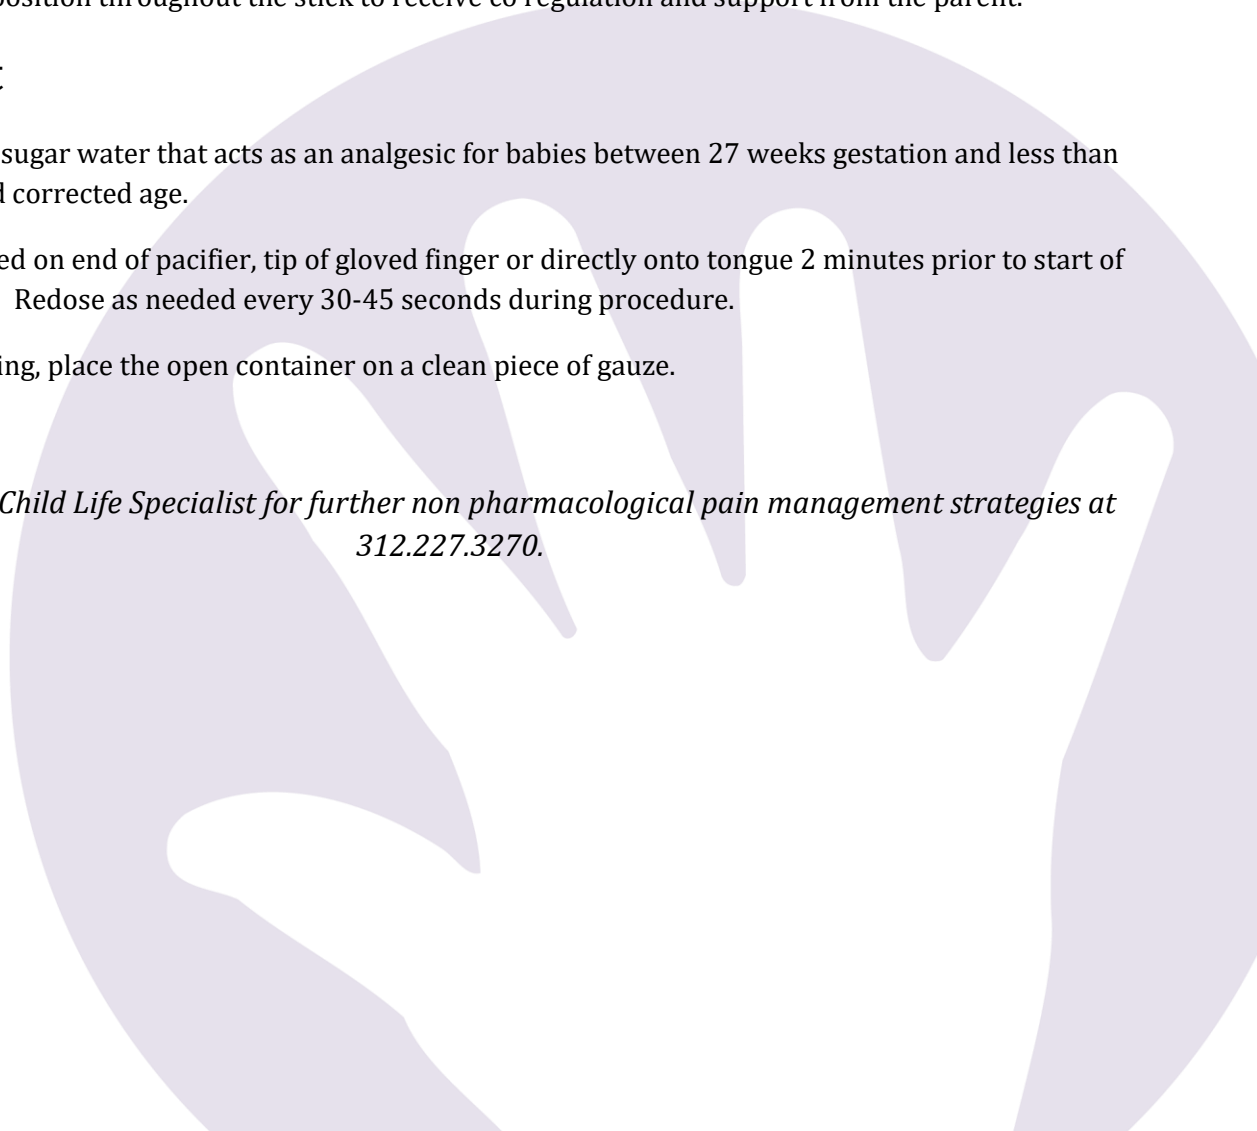 throughout the stick to receive co regulation and support from the parent.
sugar water that acts as an analgesic for babies between 27 weeks gestation and less than
corrected age.
on end of pacifier, tip of gloved finger or directly onto tongue 2 minutes prior to start of
Redose as needed every 30-45 seconds during procedure.
place the open container on a clean piece of gauze.
Child Life Specialist for further non pharmacological pain management strategies at
312.227.3270.